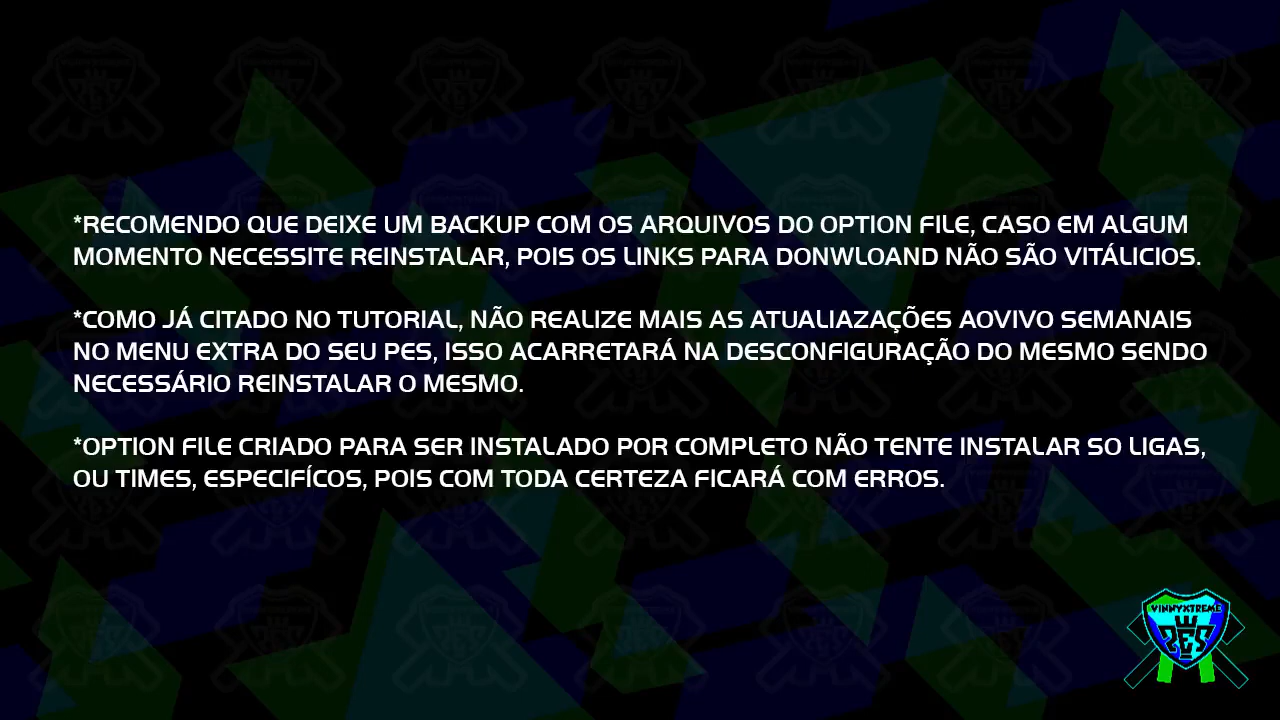 *RECOMENDO QUE DEIXE UM BACKUP COM OS ARQUIVOS DO OPTION FILE, CASO EM ALGUM
MOMENTO NECESSITE REINSTALAR, POIS OS LINKS PARA DONWLOAND NÃO SÃO VITÁLICIOS.
*COMO JÁ CITADO NO TUTORIAL, NÃO REALIZE MAIS AS ATUALIAZAÇÕES AOVIVO SEMANAIS
NO MENU EXTRA DO SEU PES, ISSO ACARRETARÁ NA DESCONFIGURAÇÃO DO MESMO SENDO
NECESSÁRIO REINSTALAR O MESMO.
*OPTION FILE CRIADO PARA SER INSTALADO POR COMPLETO NÃO TENTE INSTALAR SO LIGAS,
OU TIMES, ESPECIFÍCOS, POIS COM TODA CERTEZA FICARÁ COM ERROS.
VINNYXTREME
PES